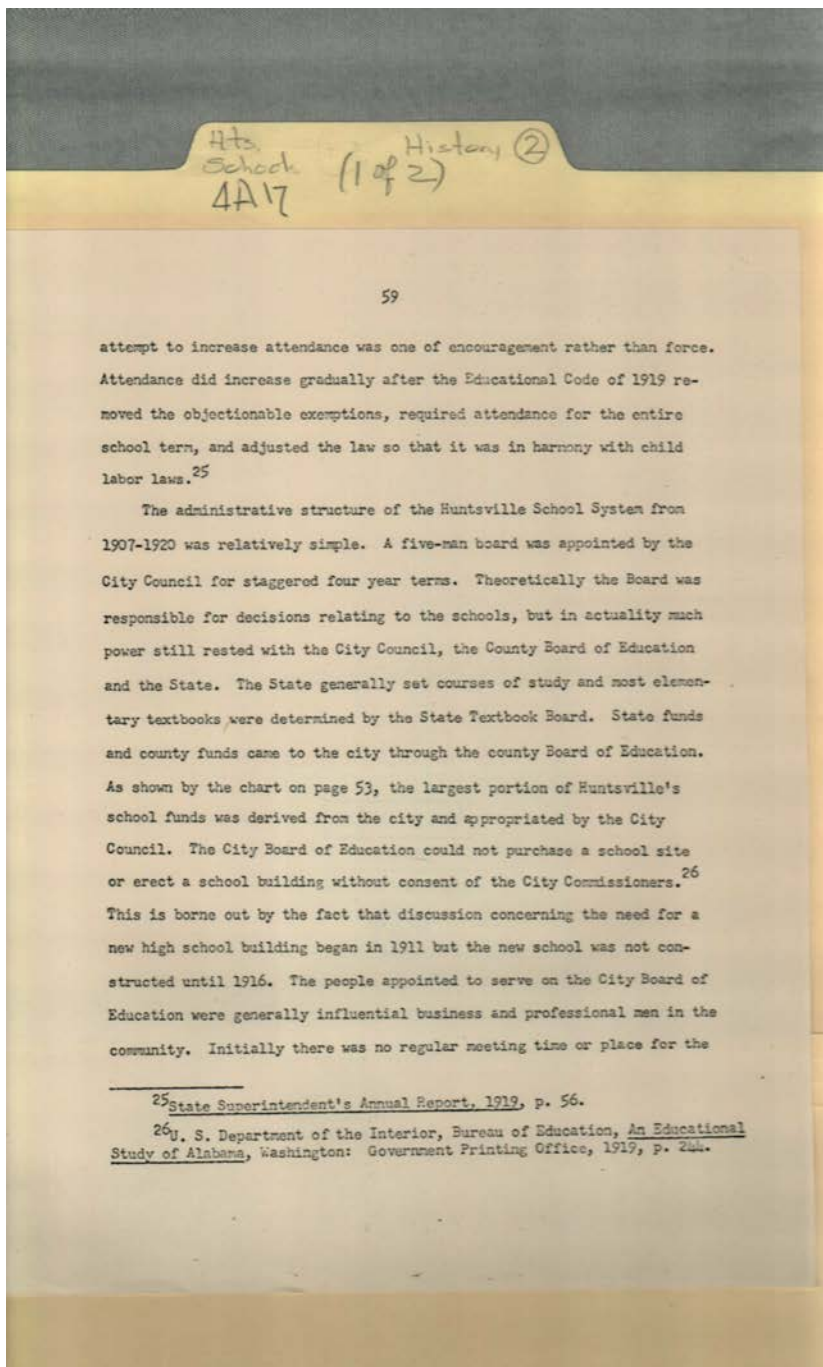 Hts. History ②
School (1 of 2)
4A17
59
attempt to increase attendance was one of encouragement rather than force.
Attendance did increase gradually after the Educational Code of 1919 re-
moved the objectionable exemptions, required attendance for the entire
school term, and adjusted the law so that it was in harmony with child
labor laws.25
The administrative structure of the Huntsville School System from
1907-1920 was relatively simple. A five-man board was appointed by the
City Council for staggered four year terms. Theoretically the Board was
responsible for decisions relating to the schools, but in actuality much
power still rested with the City Council, the County Board of Education
and the State. The State generally set courses of study and most elemen-
tary textbooks were determined by the State Textbook Board. State funds
and county funds came to the city through the county Board of Education.
As shown by the chart on page 53, the largest portion of Huntsville's
school funds was derived from the city and appropriated by the City
Council. The City Board of Education could not purchase a school site
or erect a school building without consent of the City Commissioners.26
This is borne out by the fact that discussion concerning the need for a
new high school building began in 1911 but the new school was not con-
structed until 1916. The people appointed to serve on the City Board of
Education were generally influential business and professional men in the
community. Initially there was no regular meeting time or place for the
25State Superintendent's Annual Report, 1919, p. 56.
26U. S. Department of the Interior, Bureau of Education, An Educational
Study of Alabama, Washington: Government Printing Office, 1919, p. 244.